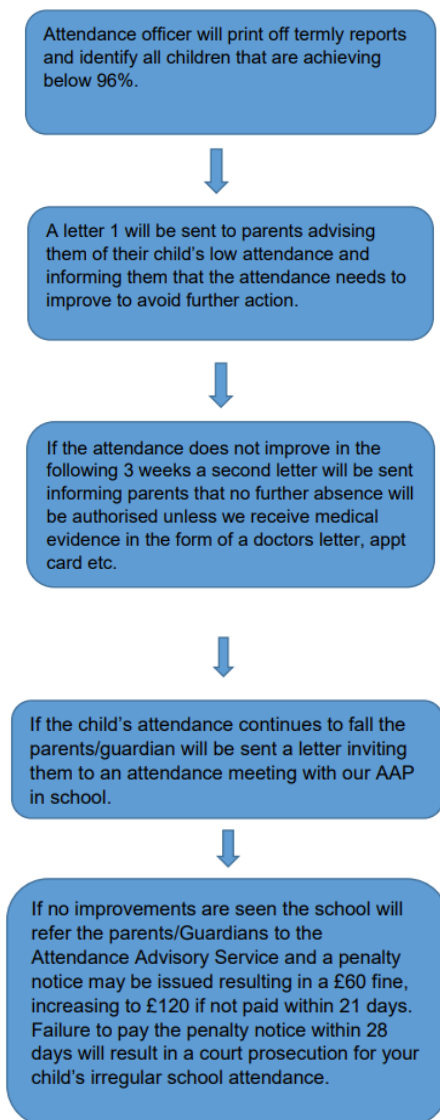 Attendance officer will print off termly reports
and identify all children that are achieving
below 96%.
A letter 1 will be sent to parents advising
them of their child's low attendance and
informing them that the attendance needs to
improve to avoid further action.
If the attendance does not improve in the
following 3 weeks a second letter will be sent
informing parents that no further absence will
be authorised unless we receive medical
evidence in the form of a doctors letter, appt
card etc.
If the child's attendance continues to fall the
parents/guardian will be sent a letter inviting
them to an attendance meeting with our AAP
in school.
If no improvements are seen the school will
refer the parents/Guardians to the
Attendance Advisory Service and a penalty
notice may be issued resulting in a £60 fine,
increasing to £120 if not paid within 21 days.
Failure to pay the penalty notice within 28
days will result in a court prosecution for your
child's irregular school attendance.